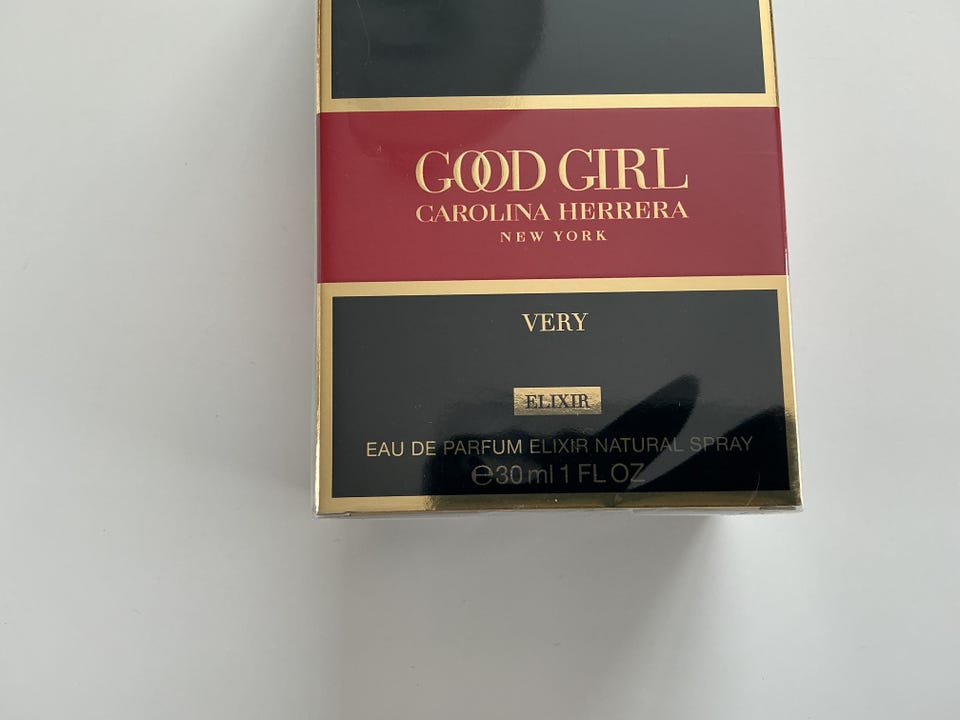 GOOD GIRL
CAROLINA HERRERA
NEW YORK
VERY
ELIXIR
EAU DE PARFUM ELIXIR NATURAL SPRAY
℮30 ml 1 FL OZ